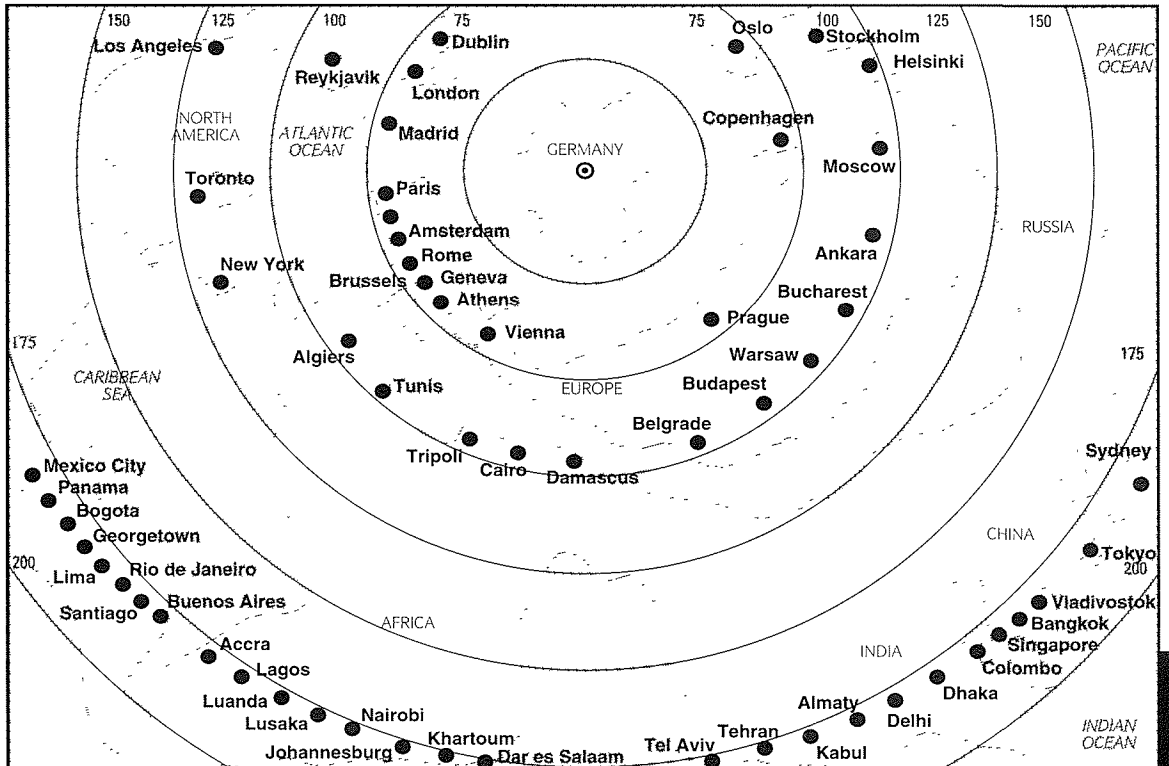 150
125
100
75
75
100
125
150
Los Angeles
Reykjavik
Dublin
London
Oslo
Stockholm
Helsinki
PACIFIC
OCEAN
NORTH
AMERICA
ATLANTIC
OCEAN
Madrid
GERMANY
Copenhagen
Moscow
Toronto
Paris
Amsterdam
Rome
Brussels
Geneva
Athens
Vienna
New York
RUSSIA
Ankara
Bucharest
Prague
Warsaw
Algiers
Tunis
EUROPE
Budapest
Belgrade
175
CARIBBEAN
SEA
175
Tripoli
Cairo
Damascus
Sydney
Mexico City
Panama
Bogota
Georgetown
Lima
Rio de Janeiro
Santiago
Buenos Aires
200
CHINA
Tokyo
200
Vladivostok
Bangkok
Singapore
Colombo
Dhaka
AFRICA
INDIA
Accra
Lagos
Luanda
Lusaka
Nairobi
Johannesburg
Khartoum
Dar es Salaam
Tel Aviv
Tehran
Almaty
Kabul
Delhi
INDIAN
OCEAN